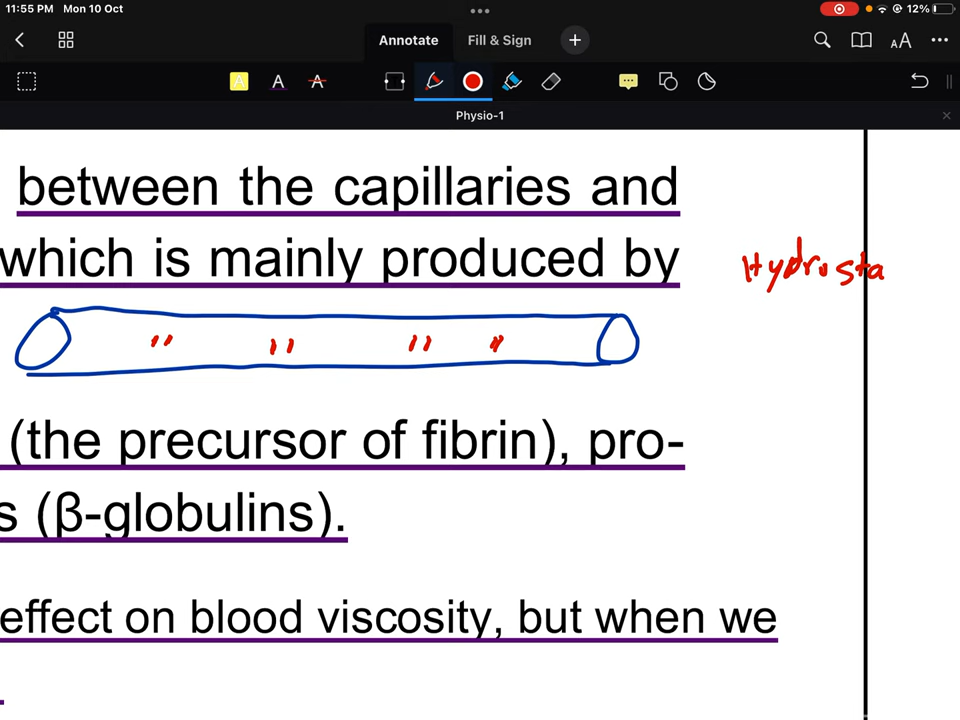 11:55 PM Mon 10 Oct
12%
Annotate Fill & Sign
A A A AA
Physio-1
between the capillaries and
which is mainly produced by
Hydrosta
(the precursor of fibrin), pro-
s (β-globulins).
effect on blood viscosity, but when we
.